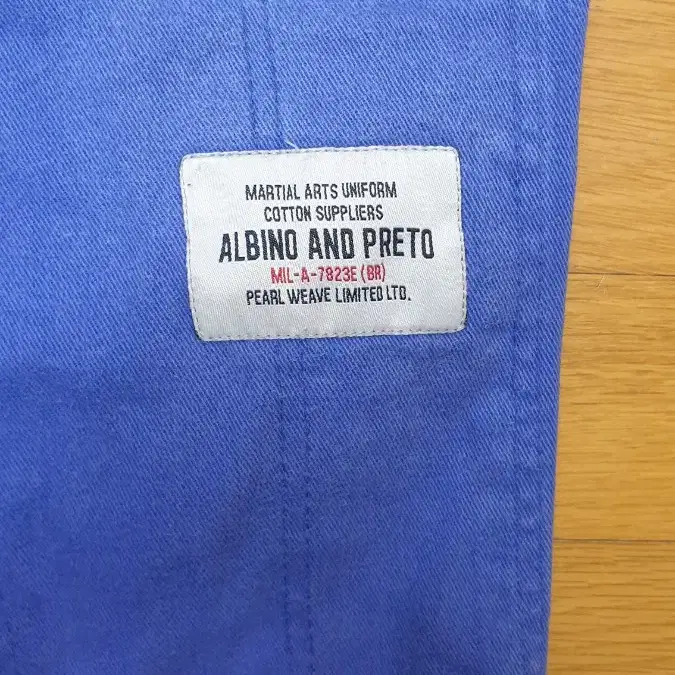 MARTIAL ARTS UNIFORM
COTTON SUPPLIERS
ALBINO AND PRETO
MIL-A-7823E (BR)
PEARL WEAVE LIMITED LTD.